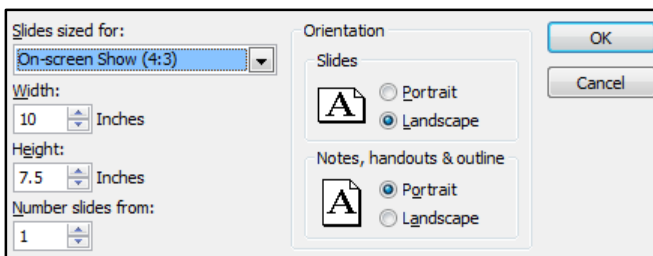 Slides sized for:
On-screen Show (4:3)
Width:
10 Inches
Height:
7.5 Inches
Number slides from:
1
Orientation
Slides
A
Portrait
Landscape
Notes, handouts & outline
A
Portrait
Landscape
OK
Cancel